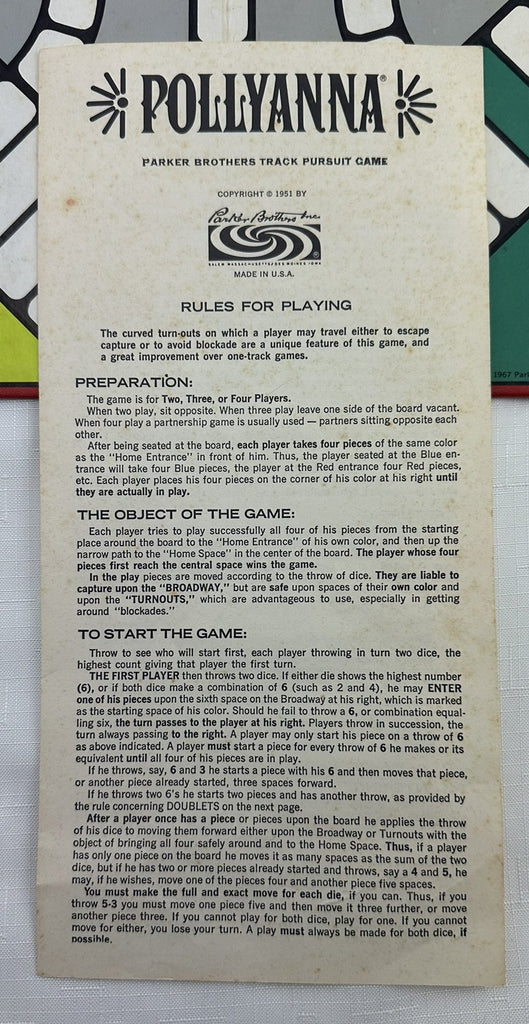 POLLYANNA®
PARKER BROTHERS TRACK PURSUIT GAME
COPYRIGHT © 1951 BY
Parker Brothers Inc.
SALEM MASSACHUSETTS/DES MOINES IOWA
MADE IN U.S.A.
RULES FOR PLAYING
The curved turn-outs on which a player may travel either to escape
capture or to avoid blockade are a unique feature of this game, and
a great improvement over one-track games.
PREPARATION:
The game is for Two, Three, or Four Players.
When two play, sit opposite. When three play leave one side of the board vacant.
When four play a partnership game is usually used — partners sitting opposite each
other.
After being seated at the board, each player takes four pieces of the same color
as the "Home Entrance" in front of him. Thus, the player seated at the Blue en-
trance will take four Blue pieces, the player at the Red entrance four Red pieces,
etc. Each player places his four pieces on the corner of his color at his right until
they are actually in play.
THE OBJECT OF THE GAME:
Each player tries to play successfully all four of his pieces from the starting
place around the board to the "Home Entrance" of his own color, and then up the
narrow path to the "Home Space" in the center of the board. The player whose four
pieces first reach the central space wins the game.
In the play pieces are moved according to the throw of dice. They are liable to
capture upon the "BROADWAY," but are safe upon spaces of their own color and
upon the "TURNOUTS," which are advantageous to use, especially in getting
around "blockades."
TO START THE GAME:
Throw to see who will start first, each player throwing in turn two dice, the
highest count giving that player the first turn.
THE FIRST PLAYER then throws two dice. If either die shows the highest number
(6), or if both dice make a combination of 6 (such as 2 and 4), he may ENTER
one of his pieces upon the sixth space on the Broadway at his right, which is marked
as the starting space of his color. Should he fail to throw a 6, or combination equal-
ling six, the turn passes to the player at his right. Players throw in succession, the
turn always passing to the right. A player may only start his piece on a throw of 6
as above indicated. A player must start a piece for every throw of 6 he makes or its
equivalent until all four of his pieces are in play.
If he throws, say, 6 and 3 he starts a piece with his 6 and then moves that piece,
or another piece already started, three spaces forward.
If he throws two 6's he starts two pieces and has another throw, as provided by
the rule concerning DOUBLETS on the next page.
After a player once has a piece or pieces upon the board he applies the throw
of his dice to moving them forward either upon the Broadway or Turnouts with the
object of bringing all four safely around and to the Home Space. Thus, if a player
has only one piece on the board he moves it as many spaces as the sum of the two
dice, but if he has two or more pieces already started and throws, say a 4 and 5, he
may, if he wishes, move one of the pieces four and another piece five spaces.
You must make the full and exact move for each die, if you can. Thus, if you
throw 5-3 you must move one piece five and then move it three further, or move
another piece three. If you cannot play for both dice, play for one. If you cannot
move for either, you lose your turn. A play must always be made for both dice, if
possible.
1967 Par